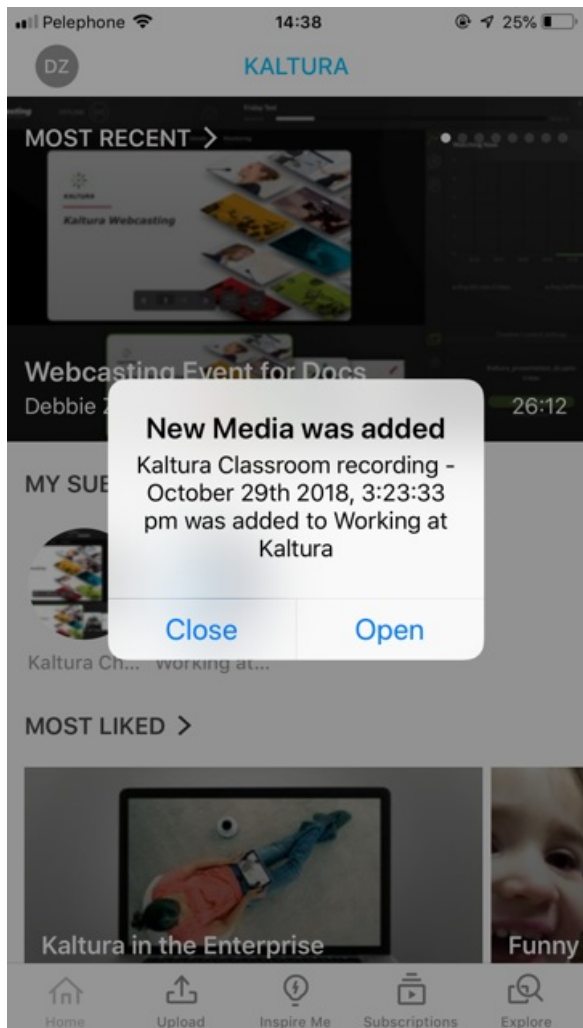 Pelephone 14:38 25%
DZ KALTURA
MOST RECENT >
KALTURA
Kaltura Webcasting
Webcasting Event for Docs
Debbie 26:12
New Media was added
Kaltura Classroom recording -
October 29th 2018, 3:23:33
pm was added to Working at
Kaltura
MY SUB
Close Open
Kaltura Ch... Working at...
MOST LIKED >
Kaltura in the Enterprise Funny
Home Upload Inspire Me Subscriptions Explore